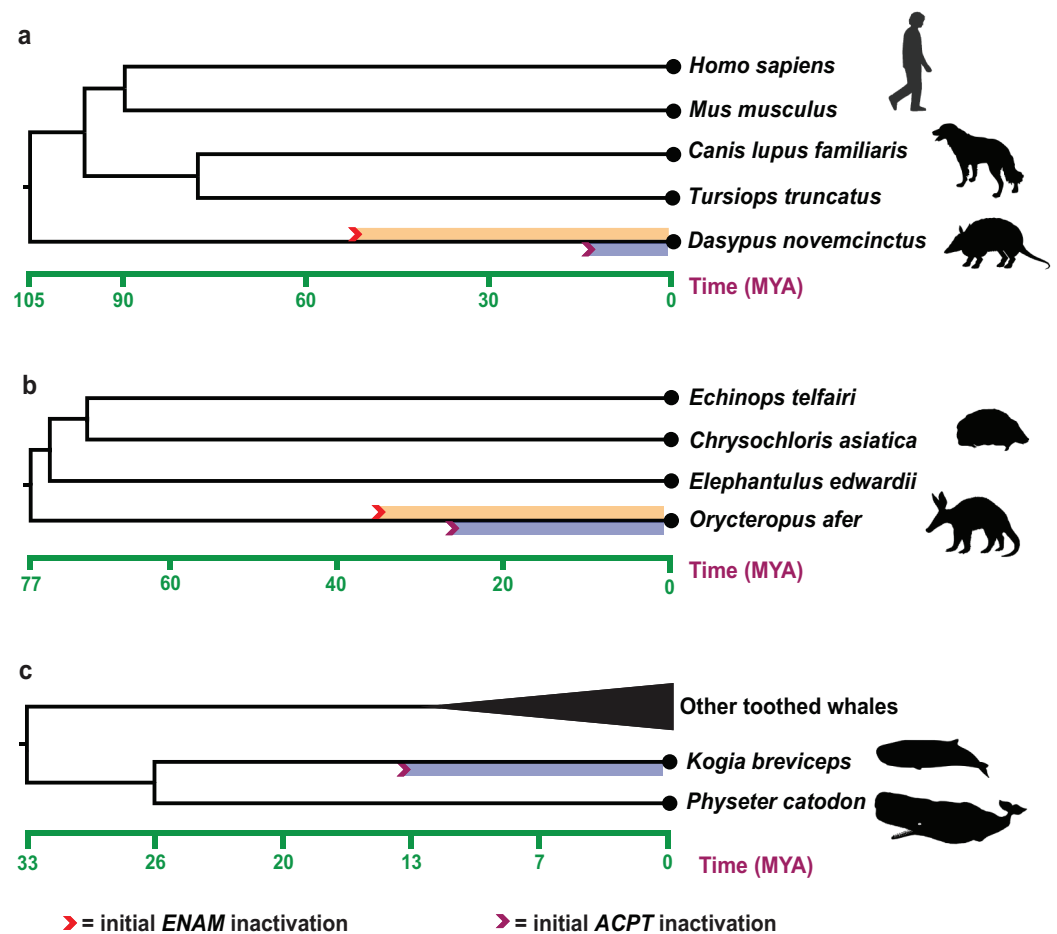 a
Homo sapiens
Mus musculus
Canis lupus familiaris
Tursiops truncatus
Dasypus novemcinctus
105 90 60 30 0 Time (MYA)
b
Echinops telfairi
Chrysochloris asiatica
Elephantulus edwardii
Orycteropus afer
77 60 40 20 0 Time (MYA)
c
Other toothed whales
Kogia breviceps
Physeter catodon
33 26 20 13 7 0 Time (MYA)
= initial ENAM inactivation = initial ACPT inactivation